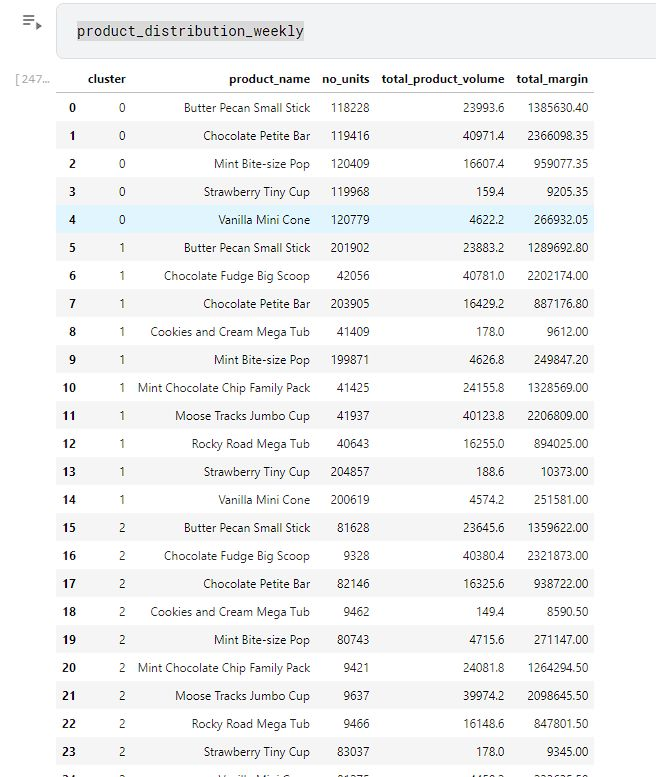 product_distribution_weekly
[247...
cluster product_name no_units total_product_volume total_margin
0 0 Butter Pecan Small Stick 118228 23993.6 1385630.40
1 0 Chocolate Petite Bar 119416 40971.4 2366098.35
2 0 Mint Bite-size Pop 120409 16607.4 959077.35
3 0 Strawberry Tiny Cup 119968 159.4 9205.35
4 0 Vanilla Mini Cone 120779 4622.2 266932.05
5 1 Butter Pecan Small Stick 201902 23883.2 1289692.80
6 1 Chocolate Fudge Big Scoop 42056 40781.0 2202174.00
7 1 Chocolate Petite Bar 203905 16429.2 887176.80
8 1 Cookies and Cream Mega Tub 41409 178.0 9612.00
9 1 Mint Bite-size Pop 199871 4626.8 249847.20
10 1 Mint Chocolate Chip Family Pack 41425 24155.8 1328569.00
11 1 Moose Tracks Jumbo Cup 41937 40123.8 2206809.00
12 1 Rocky Road Mega Tub 40643 16255.0 894025.00
13 1 Strawberry Tiny Cup 204857 188.6 10373.00
14 1 Vanilla Mini Cone 200619 4574.2 251581.00
15 2 Butter Pecan Small Stick 81628 23645.6 1359622.00
16 2 Chocolate Fudge Big Scoop 9328 40380.4 2321873.00
17 2 Chocolate Petite Bar 82146 16325.6 938722.00
18 2 Cookies and Cream Mega Tub 9462 149.4 8590.50
19 2 Mint Bite-size Pop 80743 4715.6 271147.00
20 2 Mint Chocolate Chip Family Pack 9421 24081.8 1264294.50
21 2 Moose Tracks Jumbo Cup 9637 39974.2 2098645.50
22 2 Rocky Road Mega Tub 9466 16148.6 847801.50
23 2 Strawberry Tiny Cup 83037 178.0 9345.00